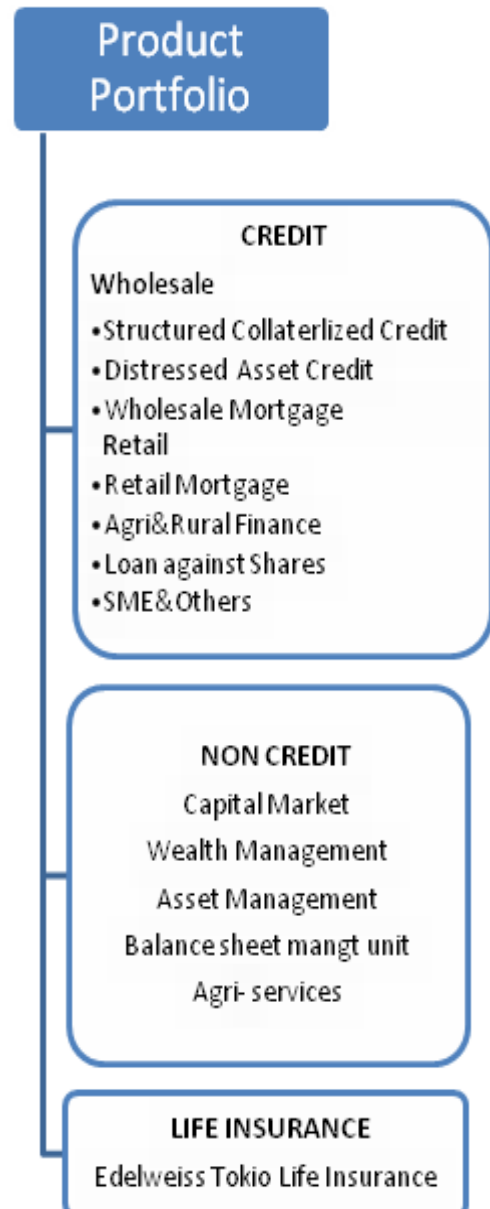 Product
Portfolio
CREDIT
Wholesale
•Structured Collaterlized Credit
•Distressed Asset Credit
•Wholesale Mortgage
Retail
•Retail Mortgage
•Agri&Rural Finance
•Loan against Shares
•SME&Others
NON CREDIT
Capital Market
Wealth Management
Asset Management
Balance sheet mangt unit
Agri- services
LIFE INSURANCE
Edelweiss Tokio Life Insurance